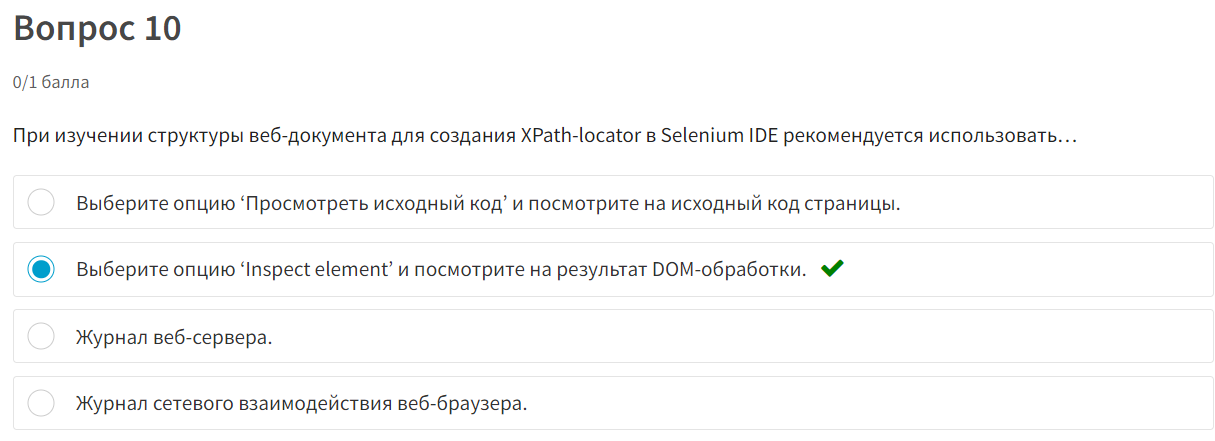 Вопрос 10
0/1 балла
При изучении структуры веб-документа для создания XPath-locator в Selenium IDE рекомендуется использовать…
Выберите опцию ‘Просмотреть исходный код’ и посмотрите на исходный код страницы.
Выберите опцию ‘Inspect element’ и посмотрите на результат DOM-обработки.
Журнал веб-сервера.
Журнал сетевого взаимодействия веб-браузера.